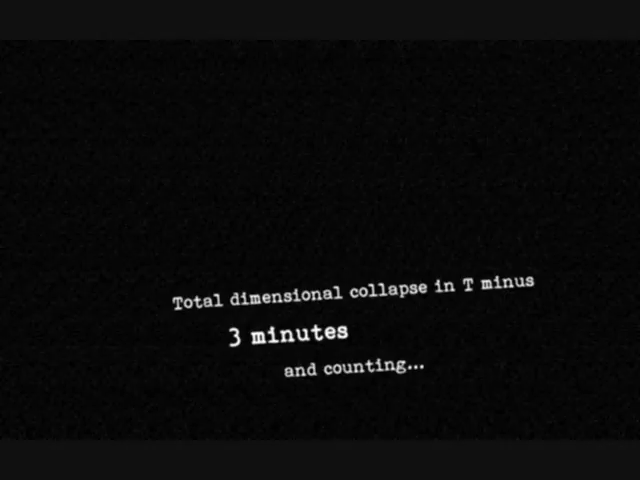 Total dimensional collapse in T minus
3 minutes
and counting...